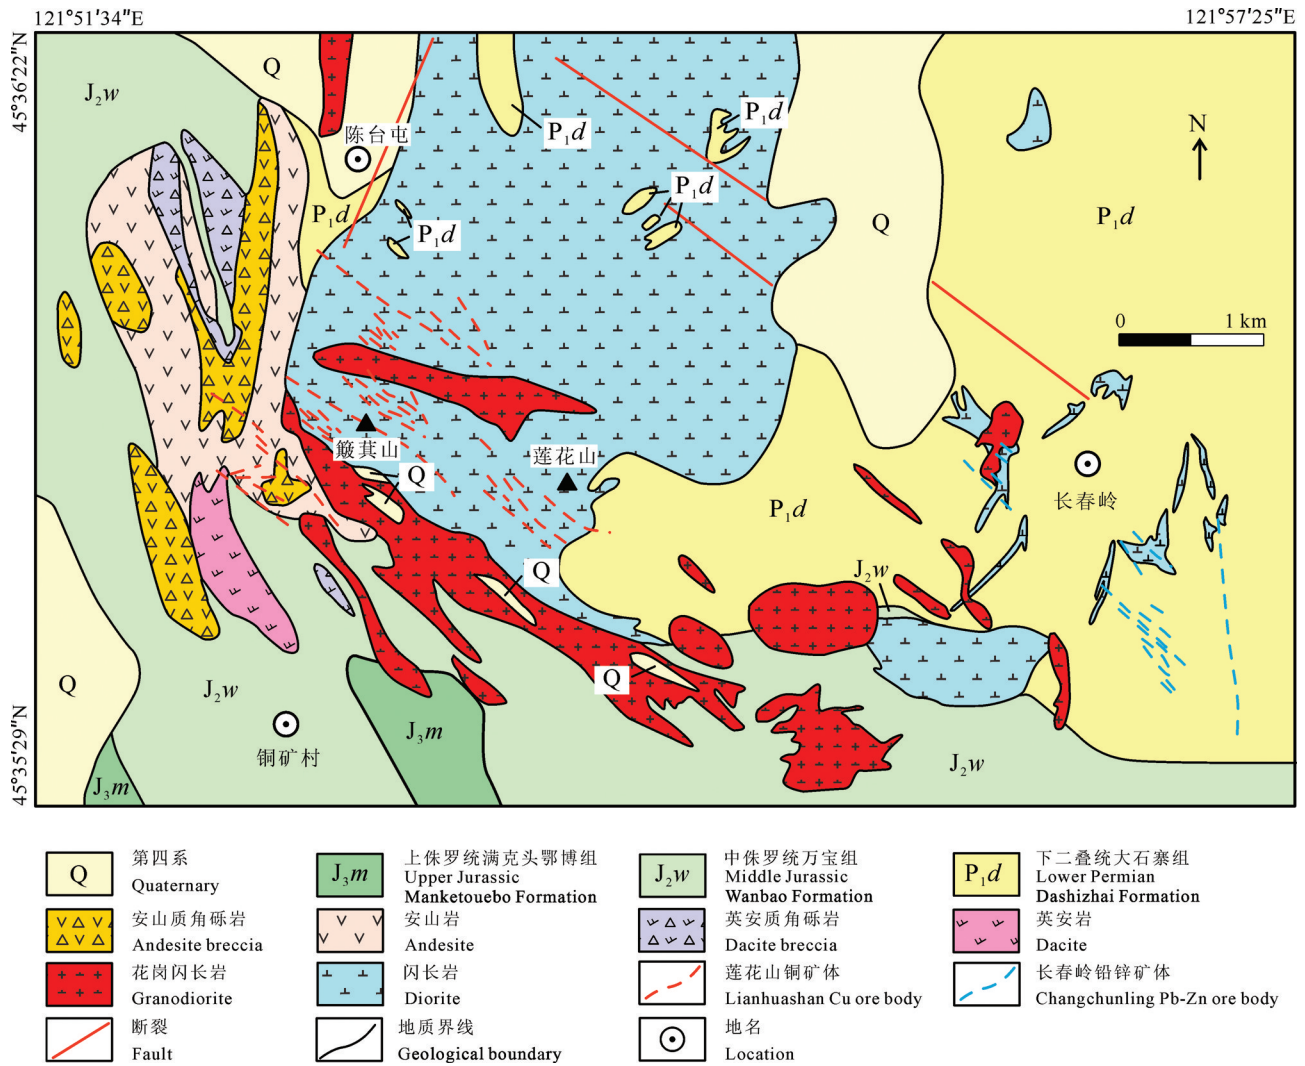 121°51′34″E
121°57′25″E
45°36′22″N
45°35′29″N
Q
J₂w
陈台屯
P₁d
P₁d
N
P₁d
P₁d
P₁d
Q
P₁d
0 1 km
簸萁山
莲花山
Q
长春岭
P₁d
Q
J₂w
Q
J₂w
Q
J₃m
铜矿村
J₂w
J₃m
Q
第四系
Quaternary
J₃m
上侏罗统满克头鄂博组
Upper Jurassic
Manketouebo Formation
J₂w
中侏罗统万宝组
Middle Jurassic
Wanbao Formation
P₁d
下二叠统大石寨组
Lower Permian
Dashizhai Formation
安山质角砾岩
Andesite breccia
安山岩
Andesite
英安质角砾岩
Dacite breccia
英安岩
Dacite
花岗闪长岩
Granodiorite
闪长岩
Diorite
莲花山铜矿体
Lianhuashan Cu ore body
长春岭铅锌矿体
Changchunling Pb-Zn ore body
断裂
Fault
地质界线
Geological boundary
地名
Location